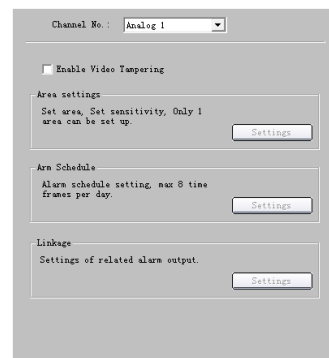 Channel No.: Analog 1
Enable Video Tampering
Area settings
Set area, Set sensitivity, Only 1
area can be set up.
Settings
Arm Schedule
Alarm schedule setting, max 8 time
frames per day.
Settings
Linkage
Settings of related alarm output.
Settings